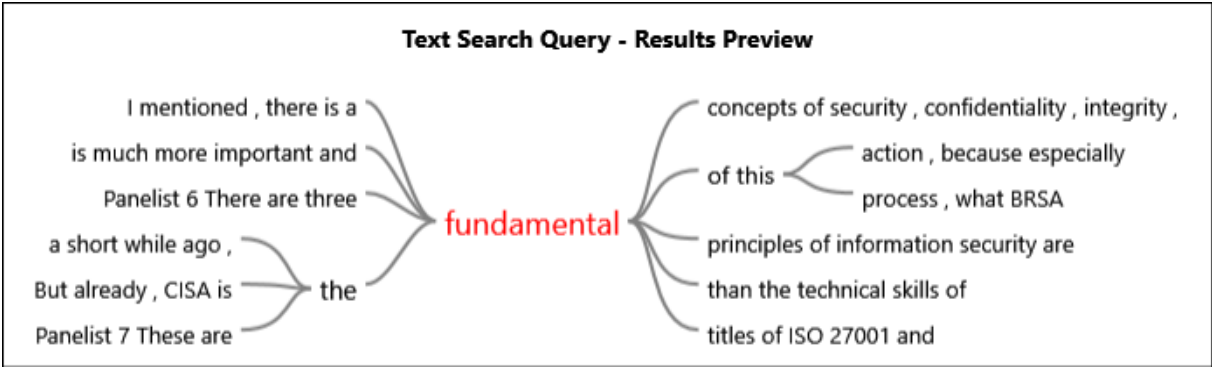 Text Search Query - Results Preview
I mentioned , there is a
is much more important and
Panelist 6 There are three
a short while ago ,
But already , CISA is
Panelist 7 These are
the
fundamental
concepts of security , confidentiality , integrity ,
of this
action , because especially
process , what BRSA
principles of information security are
than the technical skills of
titles of ISO 27001 and